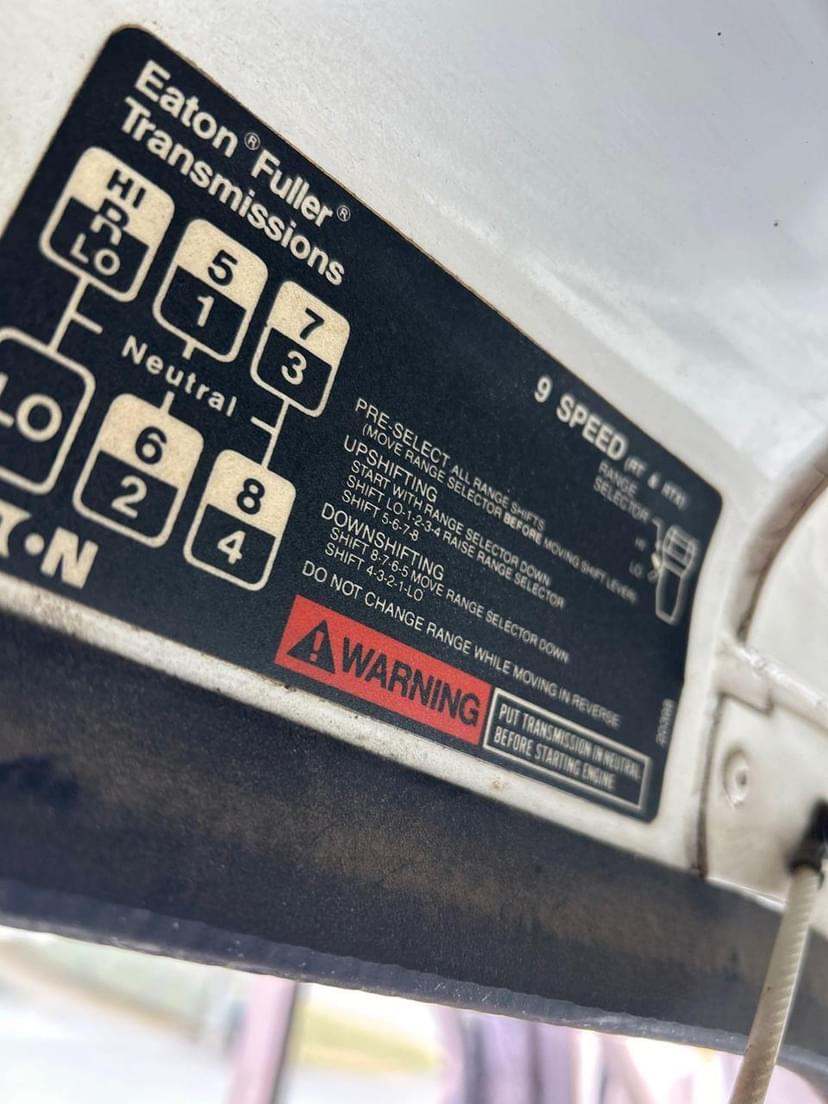 Eaton® Fuller®
Transmissions
HI
R
LO
5
1
7
3
Neutral
LO
6
2
8
4
9 SPEED (RT & RTX)
RANGE
SELECTOR
HI
LO
PRE-SELECT ALL RANGE SHIFTS
(MOVE RANGE SELECTOR BEFORE MOVING SHIFT LEVER)
UPSHIFTING
START WITH RANGE SELECTOR DOWN
SHIFT LO-1-2-3-4 RAISE RANGE SELECTOR
SHIFT 5-6-7-8
DOWNSHIFTING
SHIFT 8-7-6-5 MOVE RANGE SELECTOR DOWN
SHIFT 4-3-2-1-LO
DO NOT CHANGE RANGE WHILE MOVING IN REVERSE
WARNING
PUT TRANSMISSION IN NEUTRAL
BEFORE STARTING ENGINE